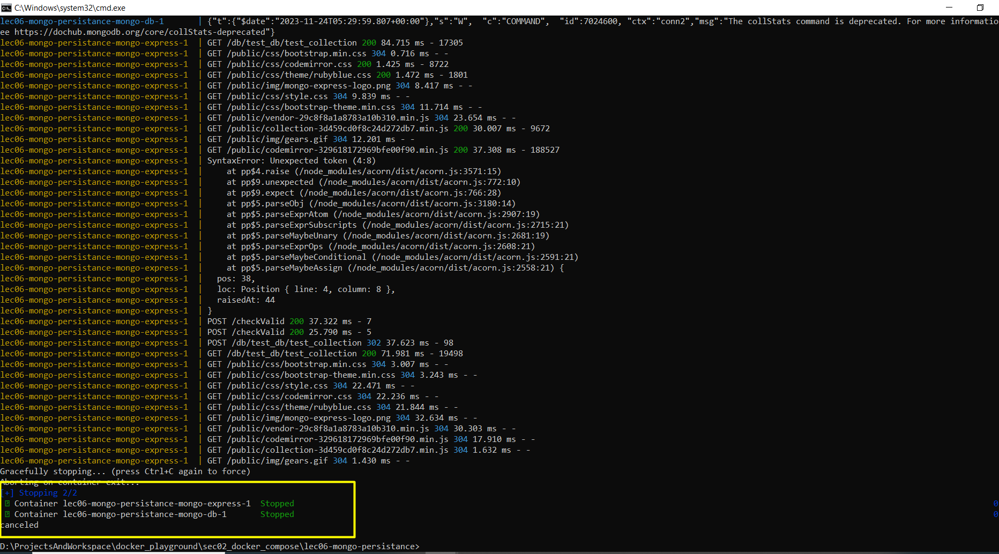 C:\Windows\system32\cmd.exe
lec06-mongo-persistance-mongo-db-1 | {"t":{"$date":"2023-11-24T05:29:59.807+00:00"},"s":"W", "c":"COMMAND", "id":7024600, "ctx":"conn2","msg":"The collStats command is deprecated. For more informatio
ee https://dochub.mongodb.org/core/collStats-deprecated"}
lec06-mongo-persistance-mongo-express-1 | GET /db/test_db/test_collection 200 84.715 ms - 17305
lec06-mongo-persistance-mongo-express-1 | GET /public/css/bootstrap.min.css 304 0.716 ms - -
lec06-mongo-persistance-mongo-express-1 | GET /public/css/codemirror.css 200 1.425 ms - 8722
lec06-mongo-persistance-mongo-express-1 | GET /public/css/theme/rubyblue.css 200 1.472 ms - 1801
lec06-mongo-persistance-mongo-express-1 | GET /public/img/mongo-express-logo.png 304 8.417 ms - -
lec06-mongo-persistance-mongo-express-1 | GET /public/css/style.css 304 9.839 ms - -
lec06-mongo-persistance-mongo-express-1 | GET /public/css/bootstrap-theme.min.css 304 11.714 ms - -
lec06-mongo-persistance-mongo-express-1 | GET /public/vendor-29c8f8a1a8783a10b310.min.js 304 23.654 ms - -
lec06-mongo-persistance-mongo-express-1 | GET /public/collection-3d459cd0f8c24d272db7.min.js 200 30.007 ms - 9672
lec06-mongo-persistance-mongo-express-1 | GET /public/img/gears.gif 304 12.201 ms - -
lec06-mongo-persistance-mongo-express-1 | GET /public/codemirror-329618172969bfe00f90.min.js 200 37.308 ms - 188527
lec06-mongo-persistance-mongo-express-1 | SyntaxError: Unexpected token (4:8)
lec06-mongo-persistance-mongo-express-1 | at pp$4.raise (/node_modules/acorn/dist/acorn.js:3571:15)
lec06-mongo-persistance-mongo-express-1 | at pp$9.unexpected (/node_modules/acorn/dist/acorn.js:772:10)
lec06-mongo-persistance-mongo-express-1 | at pp$9.expect (/node_modules/acorn/dist/acorn.js:766:28)
lec06-mongo-persistance-mongo-express-1 | at pp$5.parseObj (/node_modules/acorn/dist/acorn.js:3180:14)
lec06-mongo-persistance-mongo-express-1 | at pp$5.parseExprAtom (/node_modules/acorn/dist/acorn.js:2907:19)
lec06-mongo-persistance-mongo-express-1 | at pp$5.parseExprSubscripts (/node_modules/acorn/dist/acorn.js:2715:21)
lec06-mongo-persistance-mongo-express-1 | at pp$5.parseMaybeUnary (/node_modules/acorn/dist/acorn.js:2681:19)
lec06-mongo-persistance-mongo-express-1 | at pp$5.parseExprOps (/node_modules/acorn/dist/acorn.js:2608:21)
lec06-mongo-persistance-mongo-express-1 | at pp$5.parseMaybeConditional (/node_modules/acorn/dist/acorn.js:2591:21)
lec06-mongo-persistance-mongo-express-1 | at pp$5.parseMaybeAssign (/node_modules/acorn/dist/acorn.js:2558:21) {
lec06-mongo-persistance-mongo-express-1 | pos: 38,
lec06-mongo-persistance-mongo-express-1 | loc: Position { line: 4, column: 8 },
lec06-mongo-persistance-mongo-express-1 | raisedAt: 44
lec06-mongo-persistance-mongo-express-1 | }
lec06-mongo-persistance-mongo-express-1 | POST /checkValid 200 37.322 ms - 7
lec06-mongo-persistance-mongo-express-1 | POST /checkValid 200 25.790 ms - 5
lec06-mongo-persistance-mongo-express-1 | POST /db/test_db/test_collection 302 37.623 ms - 98
lec06-mongo-persistance-mongo-express-1 | GET /db/test_db/test_collection 200 71.981 ms - 19498
lec06-mongo-persistance-mongo-express-1 | GET /public/css/bootstrap.min.css 304 3.007 ms - -
lec06-mongo-persistance-mongo-express-1 | GET /public/css/bootstrap-theme.min.css 304 3.243 ms - -
lec06-mongo-persistance-mongo-express-1 | GET /public/css/style.css 304 22.471 ms - -
lec06-mongo-persistance-mongo-express-1 | GET /public/css/codemirror.css 304 22.236 ms - -
lec06-mongo-persistance-mongo-express-1 | GET /public/css/theme/rubyblue.css 304 21.844 ms - -
lec06-mongo-persistance-mongo-express-1 | GET /public/img/mongo-express-logo.png 304 32.634 ms - -
lec06-mongo-persistance-mongo-express-1 | GET /public/vendor-29c8f8a1a8783a10b310.min.js 304 30.303 ms - -
lec06-mongo-persistance-mongo-express-1 | GET /public/codemirror-329618172969bfe00f90.min.js 304 17.910 ms - -
lec06-mongo-persistance-mongo-express-1 | GET /public/collection-3d459cd0f8c24d272db7.min.js 304 1.632 ms - -
lec06-mongo-persistance-mongo-express-1 | GET /public/img/gears.gif 304 1.430 ms - -
Gracefully stopping... (press Ctrl+C again to force)
Aborting on container exit...
[+] Stopping 2/2
Container lec06-mongo-persistance-mongo-express-1 Stopped 0
Container lec06-mongo-persistance-mongo-db-1 Stopped 0
canceled
D:\ProjectsAndWorkspace\docker_playground\sec02_docker_compose\lec06-mongo-persistance>